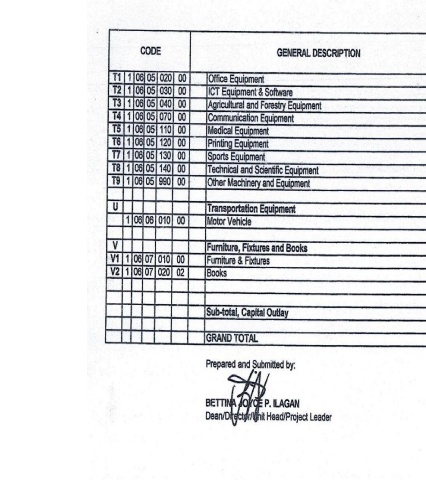 CODE GENERAL DESCRIPTION
T1 1 06 05 020 00 Office Equipment
T2 1 06 05 030 00 ICT Equipment & Software
T3 1 06 05 040 00 Agricultural and Forestry Equipment
T4 1 06 05 070 00 Communication Equipment
T5 1 06 05 110 00 Medical Equipment
T6 1 06 05 120 00 Printing Equipment
T7 1 06 05 130 00 Sports Equipment
T8 1 06 05 140 00 Technical and Scientific Equipment
T9 1 06 05 990 00 Other Machinery and Equipment
U Transportation Equipment
1 06 06 010 00 Motor Vehicle
V Furniture, Fixtures and Books
V1 1 06 07 010 00 Furniture & Fixtures
V2 1 06 07 020 02 Books
Sub-total, Capital Outlay
GRAND TOTAL
Prepared and Submitted by:
BETTINA JOYCE P. ILAGAN
Dean/Director/Unit Head/Project Leader